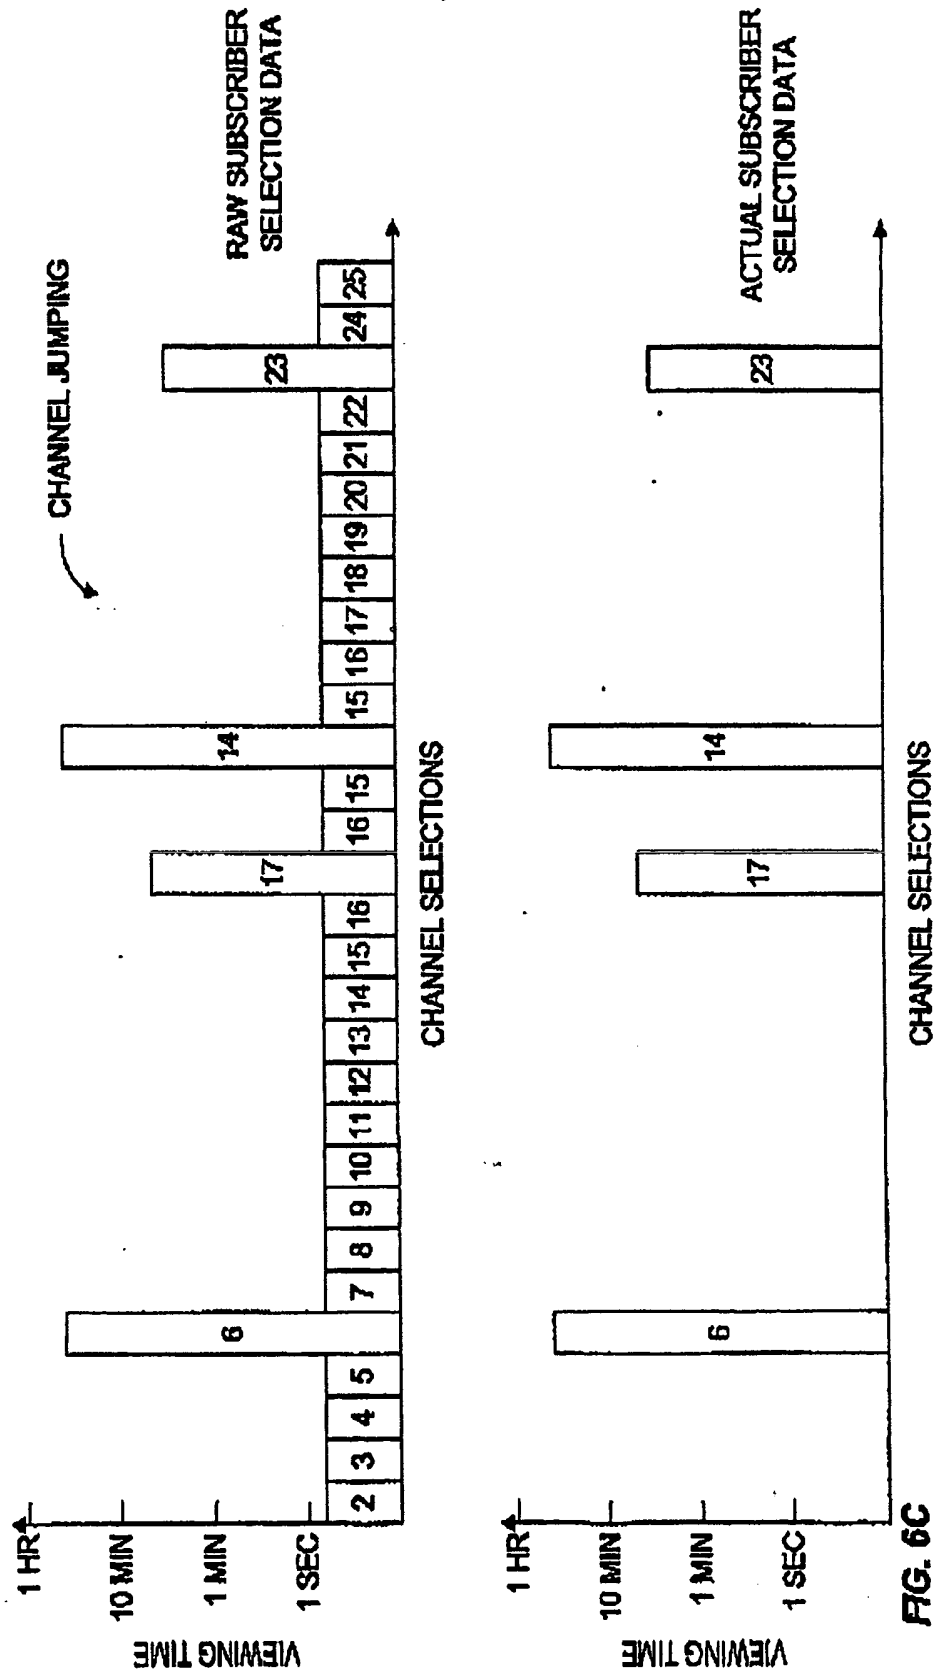 CHANNEL JUMPING
RAW SUBSCRIBER
SELECTION DATA
VIEWING TIME
1 HR
10 MIN
1 MIN
1 SEC
2 3 4 5 6 7 8 9 10 11 12 13 14 15 16 17 16 15 14 15 16 17 18 19 20 21 22 23 24 25
CHANNEL SELECTIONS
ACTUAL SUBSCRIBER
SELECTION DATA
VIEWING TIME
1 HR
10 MIN
1 MIN
1 SEC
6 17 14 23
CHANNEL SELECTIONS
FIG. 6C